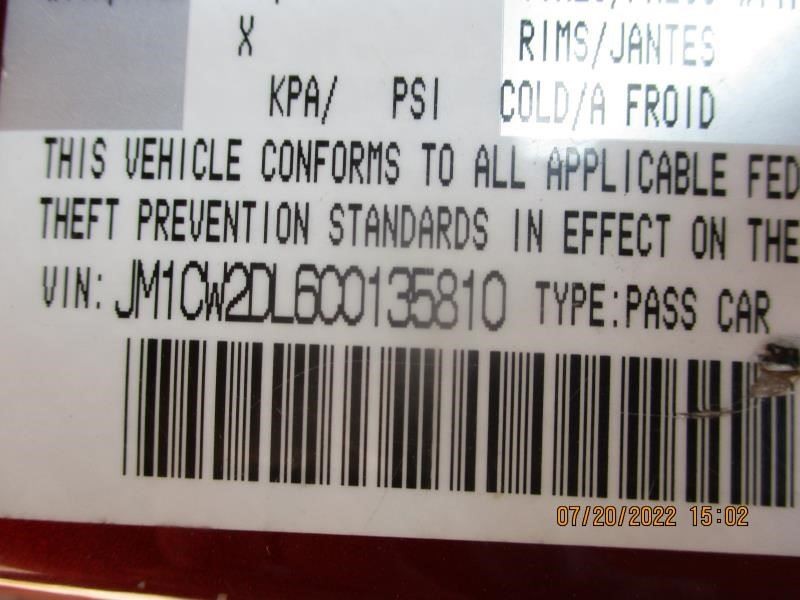 X
RIMS/JANTES
KPA/ PSI COLD/A FROID
THIS VEHICLE CONFORMS TO ALL APPLICABLE FED
THEFT PREVENTION STANDARDS IN EFFECT ON THE
VIN: JM1CW2DL6C0135810 TYPE:PASS CAR
07/20/2022 15:02